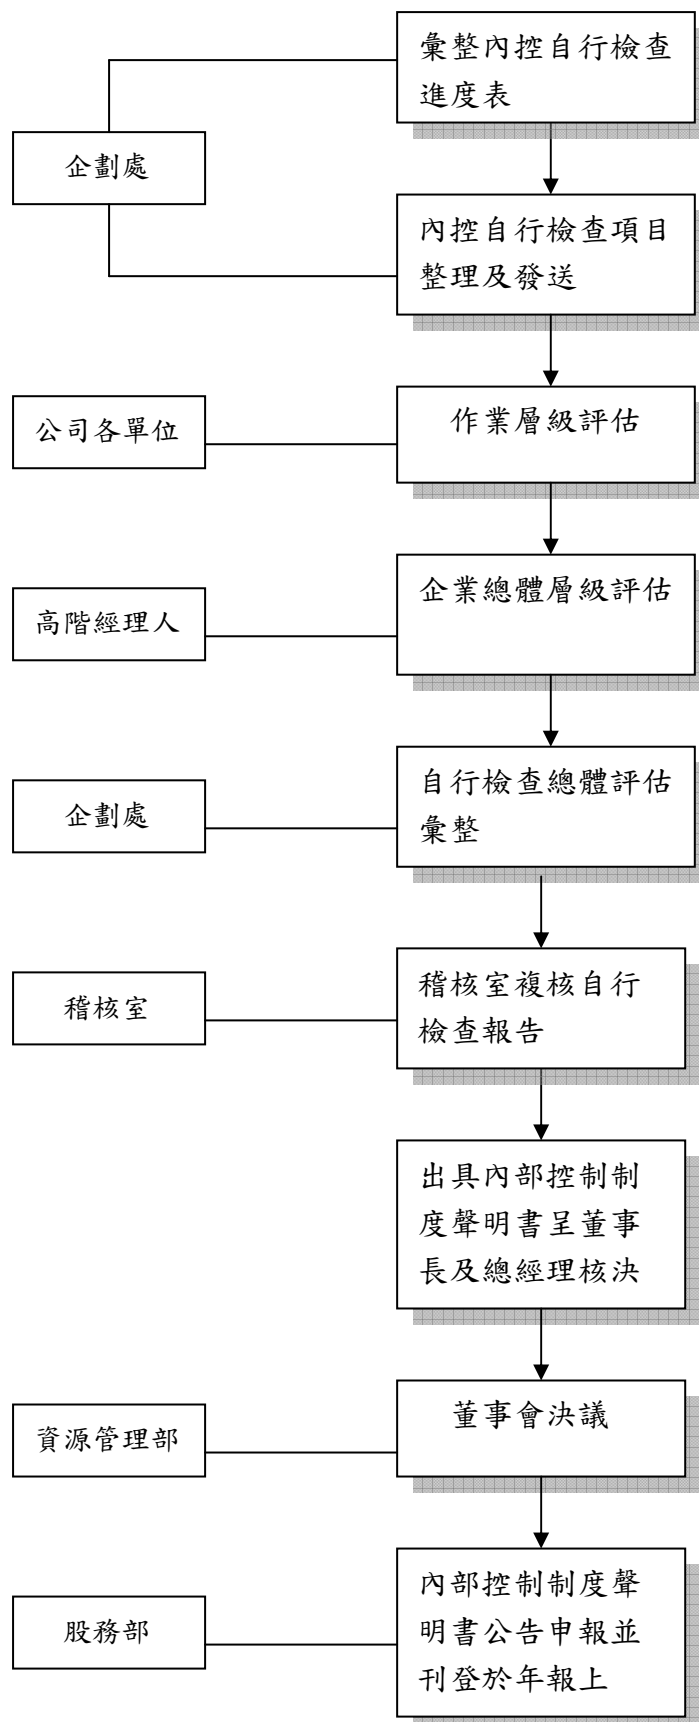 彙整內控自行檢查
進度表
企劃處
內控自行檢查項目
整理及發送
公司各單位
作業層級評估
高階經理人
企業總體層級評估
企劃處
自行檢查總體評估
彙整
稽核室
稽核室複核自行
檢查報告
出具內部控制制
度聲明書呈董事
長及總經理核決
資源管理部
董事會決議
股務部
內部控制制度聲
明書公告申報並
刊登於年報上